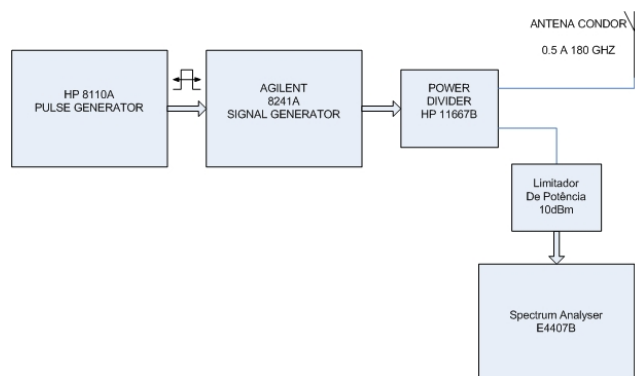 ANTENA CONDOR
0.5 A 180 GHZ
HP 8110A
PULSE GENERATOR
AGILENT
8241A
SIGNAL GENERATOR
POWER
DIVIDER
HP 11667B
Limitador
De Potência
10dBm
Spectrum Analyser
E4407B